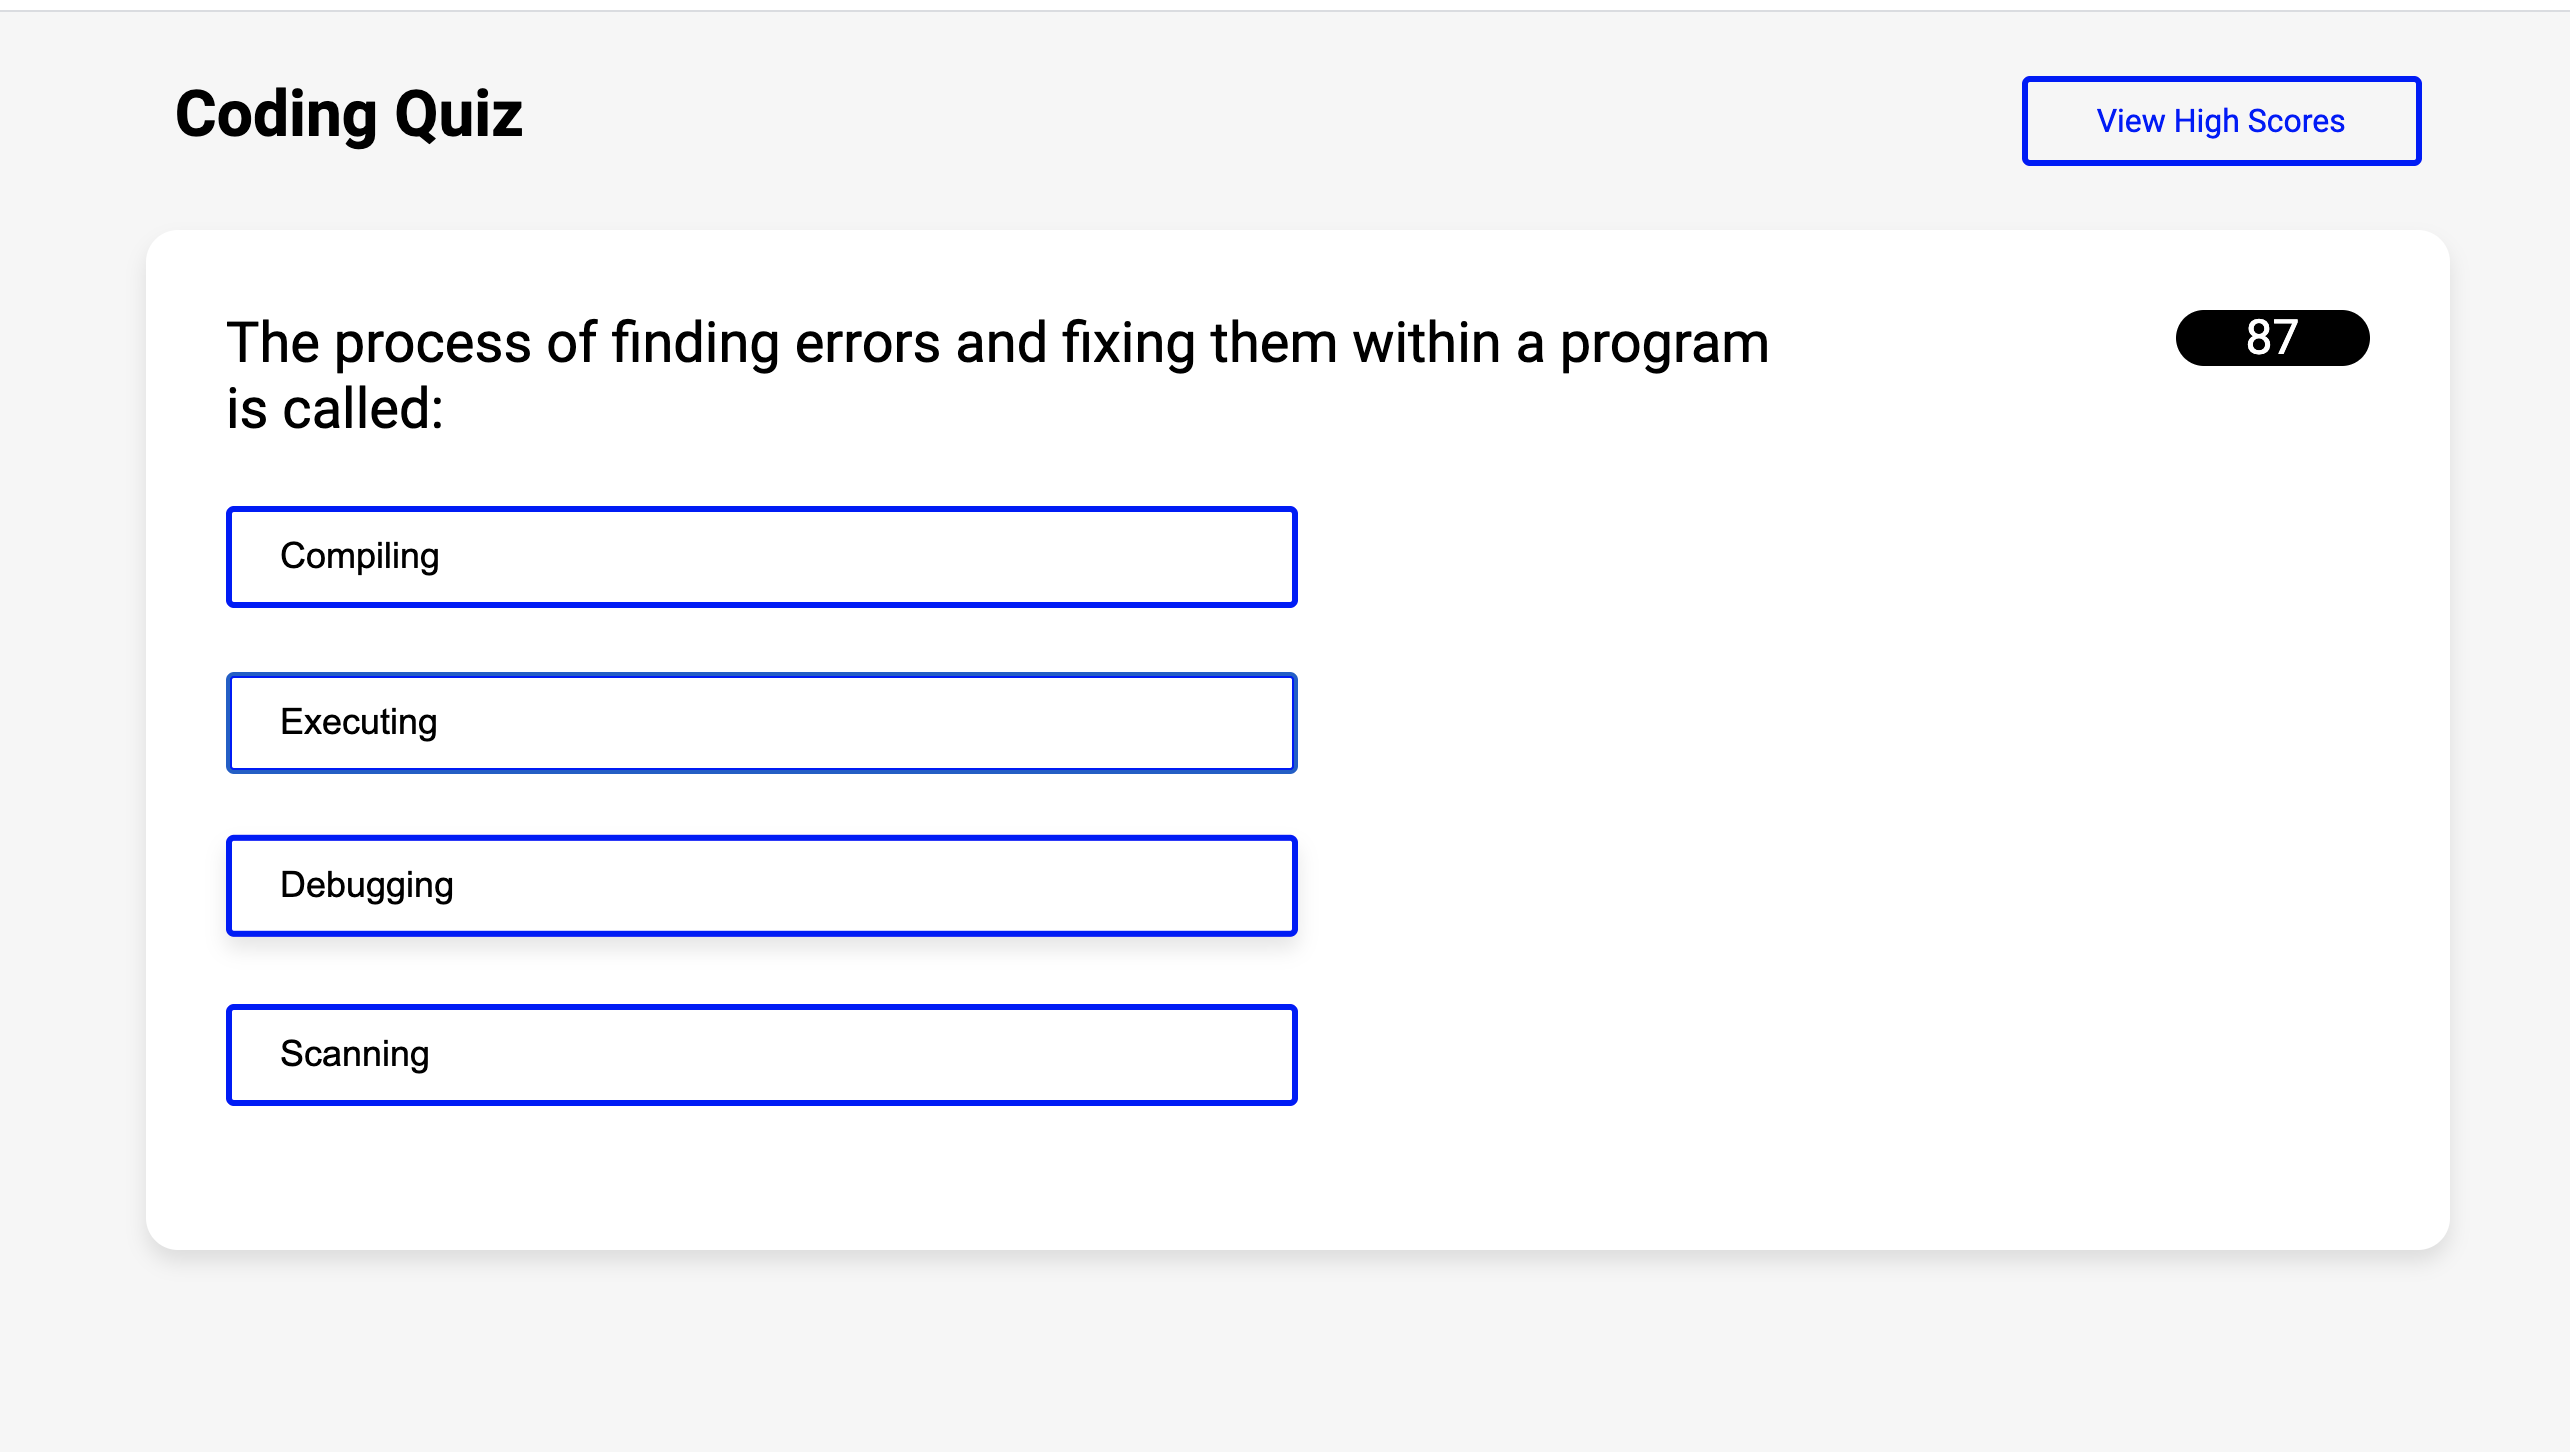 Coding Quiz
View High Scores
The process of finding errors and fixing them within a program
is called:
87
Compiling
Executing
Debugging
Scanning